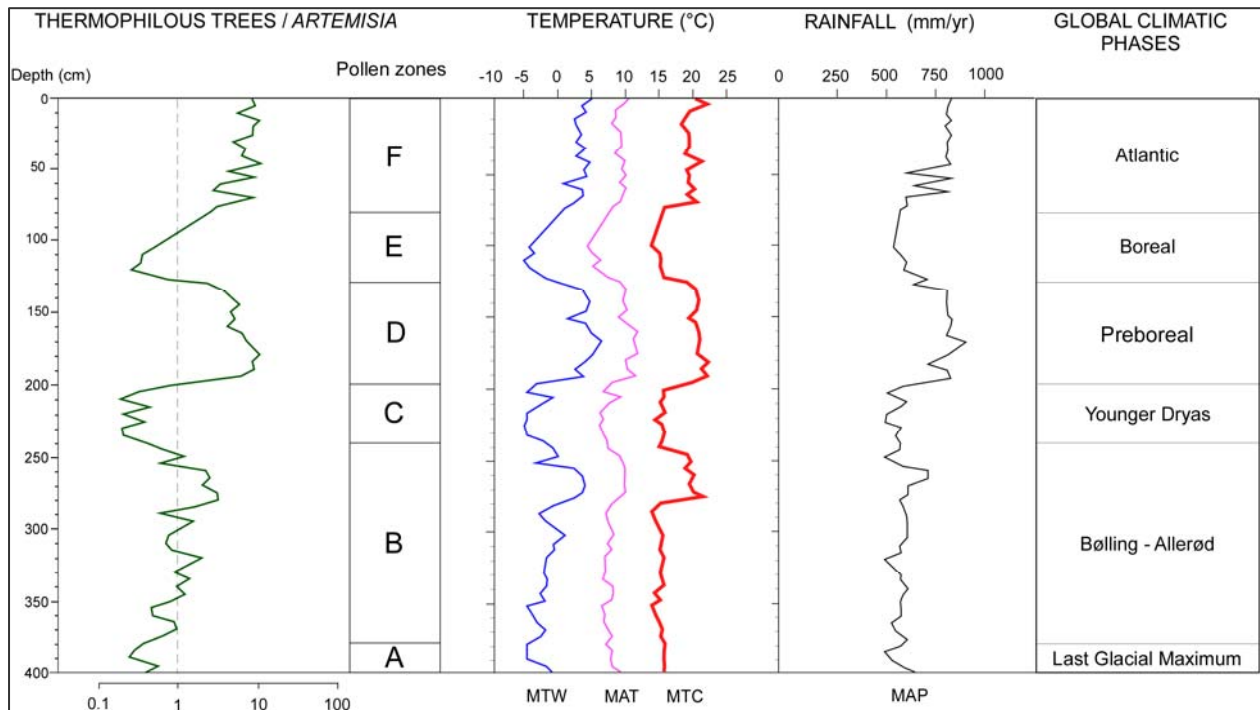 THERMOPHILOUS TREES / ARTEMISIA
TEMPERATURE (°C)
RAINFALL (mm/yr)
GLOBAL CLIMATIC
PHASES
Depth (cm)
Pollen zones
-10 -5 0 5 10 15 20 25
0 250 500 750 1000
0
50
100
150
200
250
300
350
400
F
E
D
C
B
A
Atlantic
Boreal
Preboreal
Younger Dryas
Bølling - Allerød
Last Glacial Maximum
0.1 1 10 100
MTW MAT MTC
MAP